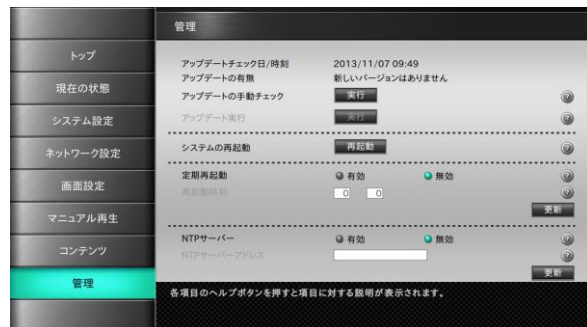 管理
トップ
現在の状態
システム設定
ネットワーク設定
画面設定
マニュアル再生
コンテンツ
管理
アップデートチェック日/時刻 2013/11/07 09:49
アップデートの有無 新しいバージョンはありません
アップデートの手動チェック 実行 ?
アップデート実行 実行 ?
システムの再起動 再起動 ?
定期再起動 有効 無効 ?
再起動時刻 0 0 ?
更新
NTPサーバー 有効 無効 ?
NTPサーバーアドレス ?
更新
各項目のヘルプボタンを押すと項目に対する説明が表示されます。